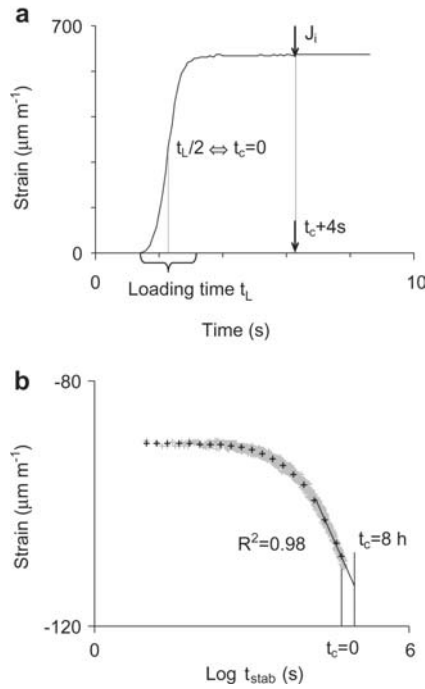 a
700
J_i
Strain (µm m⁻¹)
t_L/2 ⇔ t_c=0
t_c+4s
0
0
10
Loading time t_L
Time (s)
b
-80
Strain (µm m⁻¹)
R²=0.98
t_c=8 h
-120
0
6
t_c=0
Log t_stab (s)